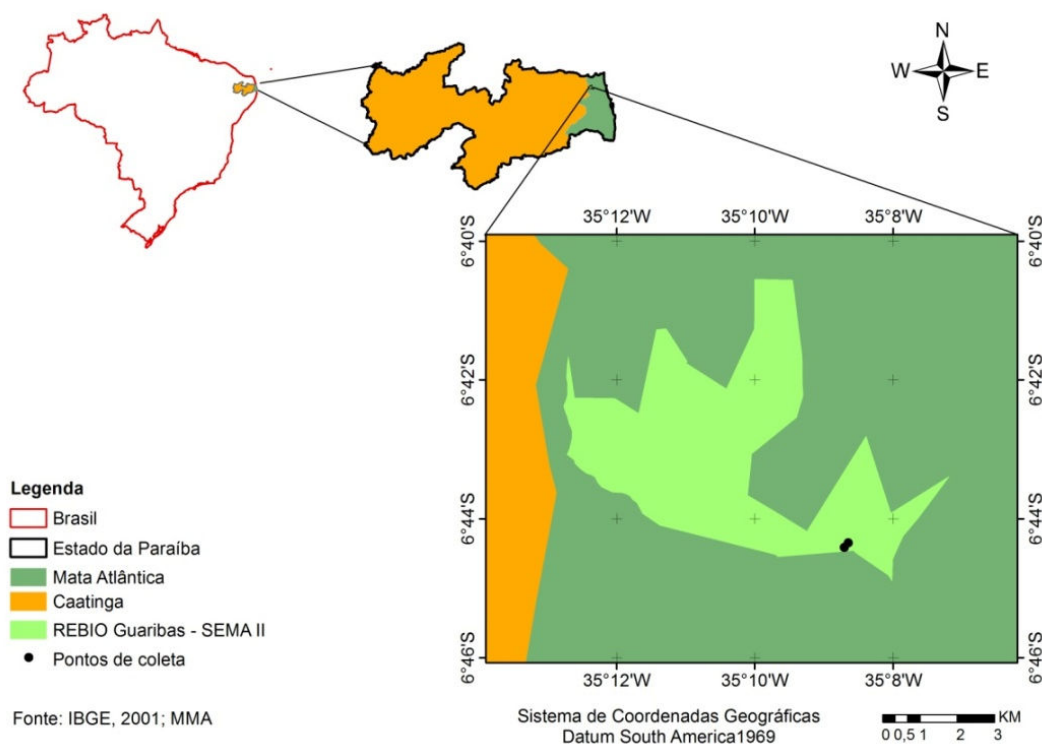 N
W E
S
35°12'W 35°10'W 35°8'W
6°40'S 6°40'S
6°42'S 6°42'S
6°44'S 6°44'S
6°46'S 6°46'S
35°12'W 35°10'W 35°8'W
Legenda
Brasil
Estado da Paraíba
Mata Atlântica
Caatinga
REBIO Guaribas - SEMA II
Pontos de coleta
Fonte: IBGE, 2001; MMA
Sistema de Coordenadas Geográficas
Datum South America1969
KM
0 0,5 1 2 3